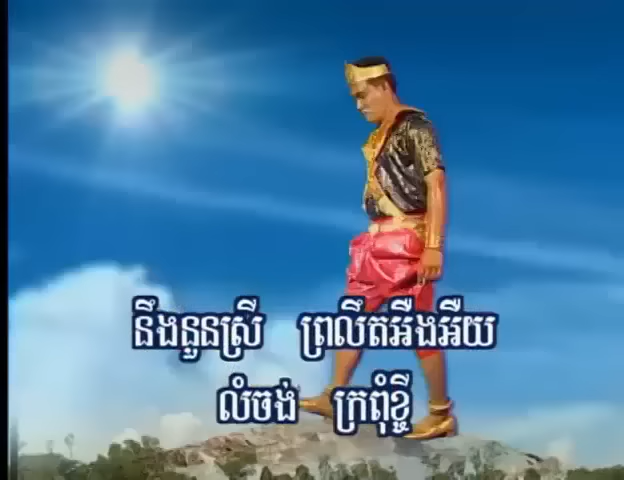 នឹងនួនស្រី ព្រលឹតអឺងអឺយ
លំចង់ ក្រពុំខ្ចី